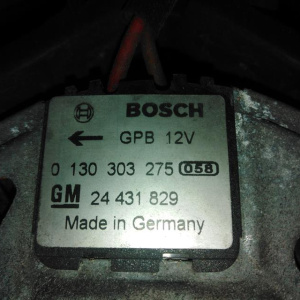 BOSCH
← GPB 12V
0 130 303 275 058
GM 24 431 829
Made in Germany